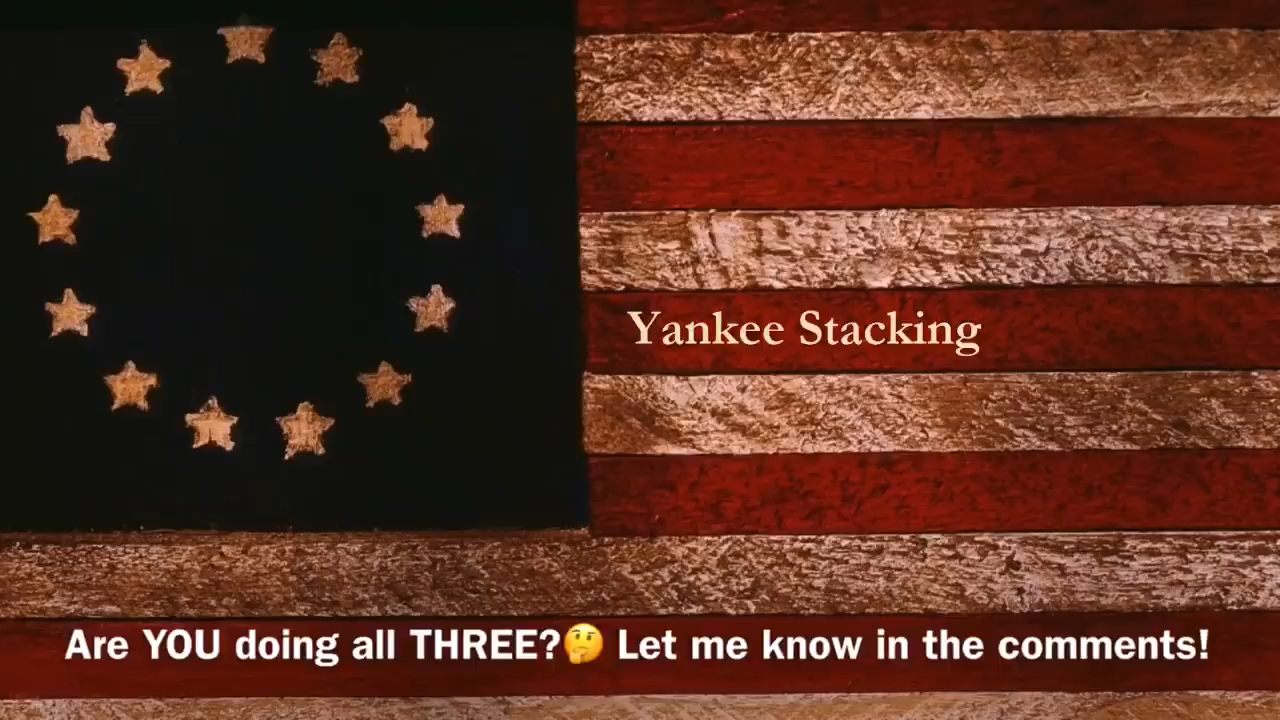 Yankee Stacking
Are YOU doing all THREE?🤔 Let me know in the comments!